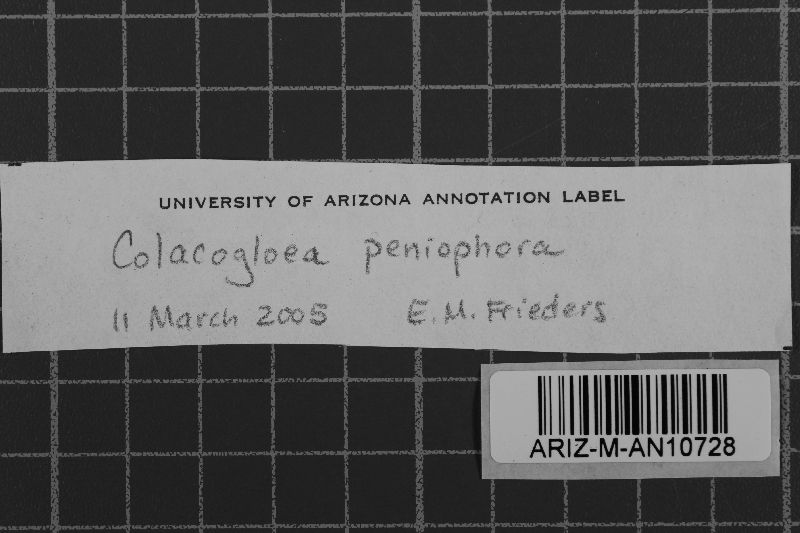 UNIVERSITY OF ARIZONA ANNOTATION LABEL
Colacogloea peniophora
11 March 2005 E.M. Frieders
ARIZ-M-AN10728